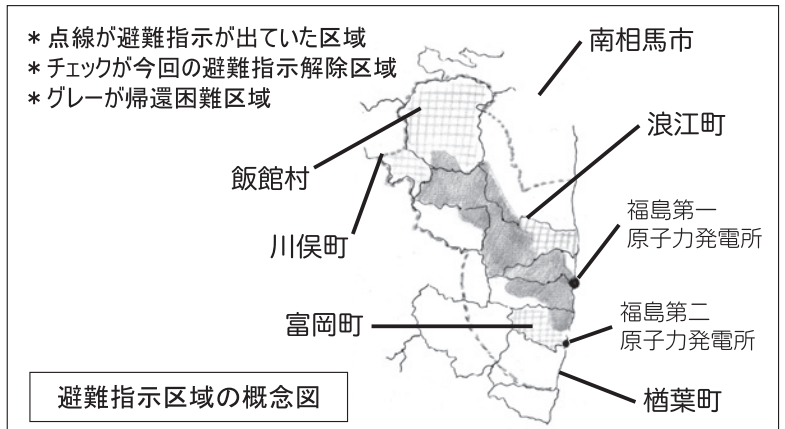 ＊点線が避難指示が出ていた区域
＊チェックが今回の避難指示解除区域
＊グレーが帰還困難区域
南相馬市
浪江町
飯館村
川俣町
福島第一
原子力発電所
富岡町
福島第二
原子力発電所
楢葉町
避難指示区域の概念図